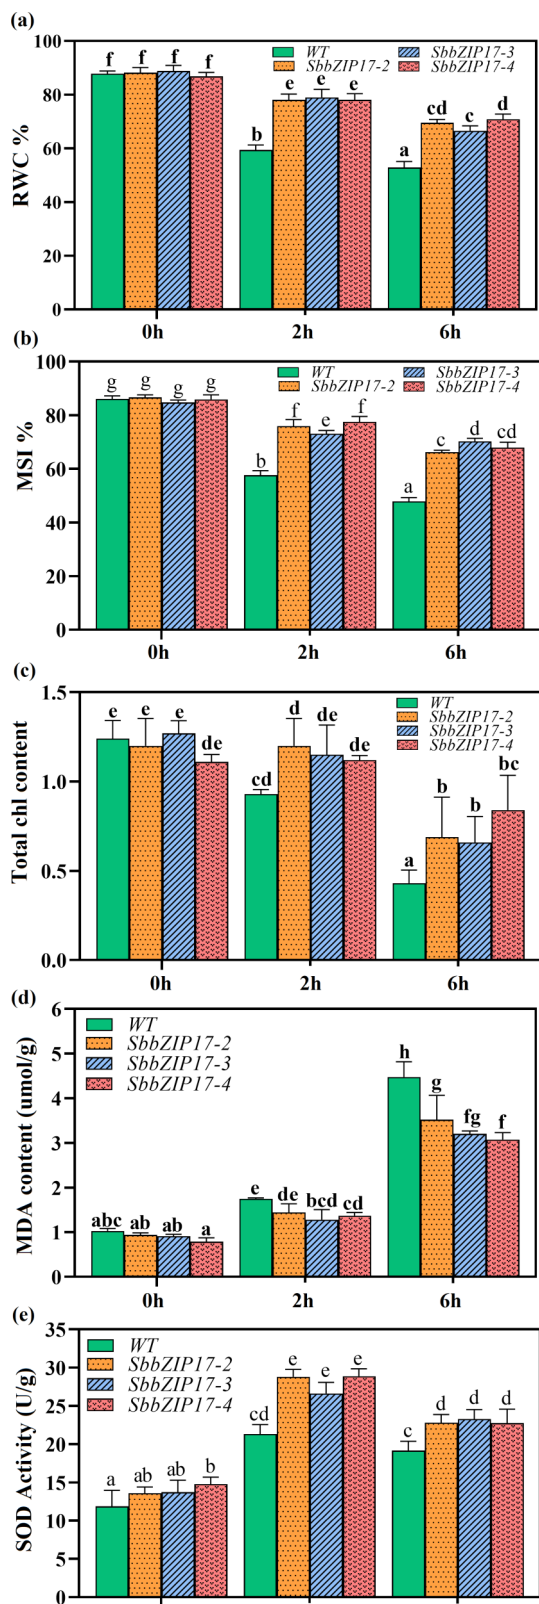 (a)
WT SbbZIP17-3
SbbZIP17-2 SbbZIP17-4
RWC %
100
80
60
40
20
0
f f f f
b e e e
a cd c d
0h 2h 6h
(b)
WT SbbZIP17-3
SbbZIP17-2 SbbZIP17-4
MSI %
100
80
60
40
20
0
g g g g
b f e f
a c d cd
0h 2h 6h
(c)
WT
SbbZIP17-2
SbbZIP17-3
SbbZIP17-4
Total chl content
1.5
1.0
0.5
0.0
e e e de
cd d de de
a b b bc
0h 2h 6h
(d)
WT
SbbZIP17-2
SbbZIP17-3
SbbZIP17-4
MDA content (umol/g)
6
5
4
3
2
1
0
abc ab ab a
e de bcd cd
h g fg f
0h 2h 6h
(e)
WT
SbbZIP17-2
SbbZIP17-3
SbbZIP17-4
SOD Activity (U/g)
35
30
25
20
15
10
5
0
a ab ab b
cd e e e
c d d d